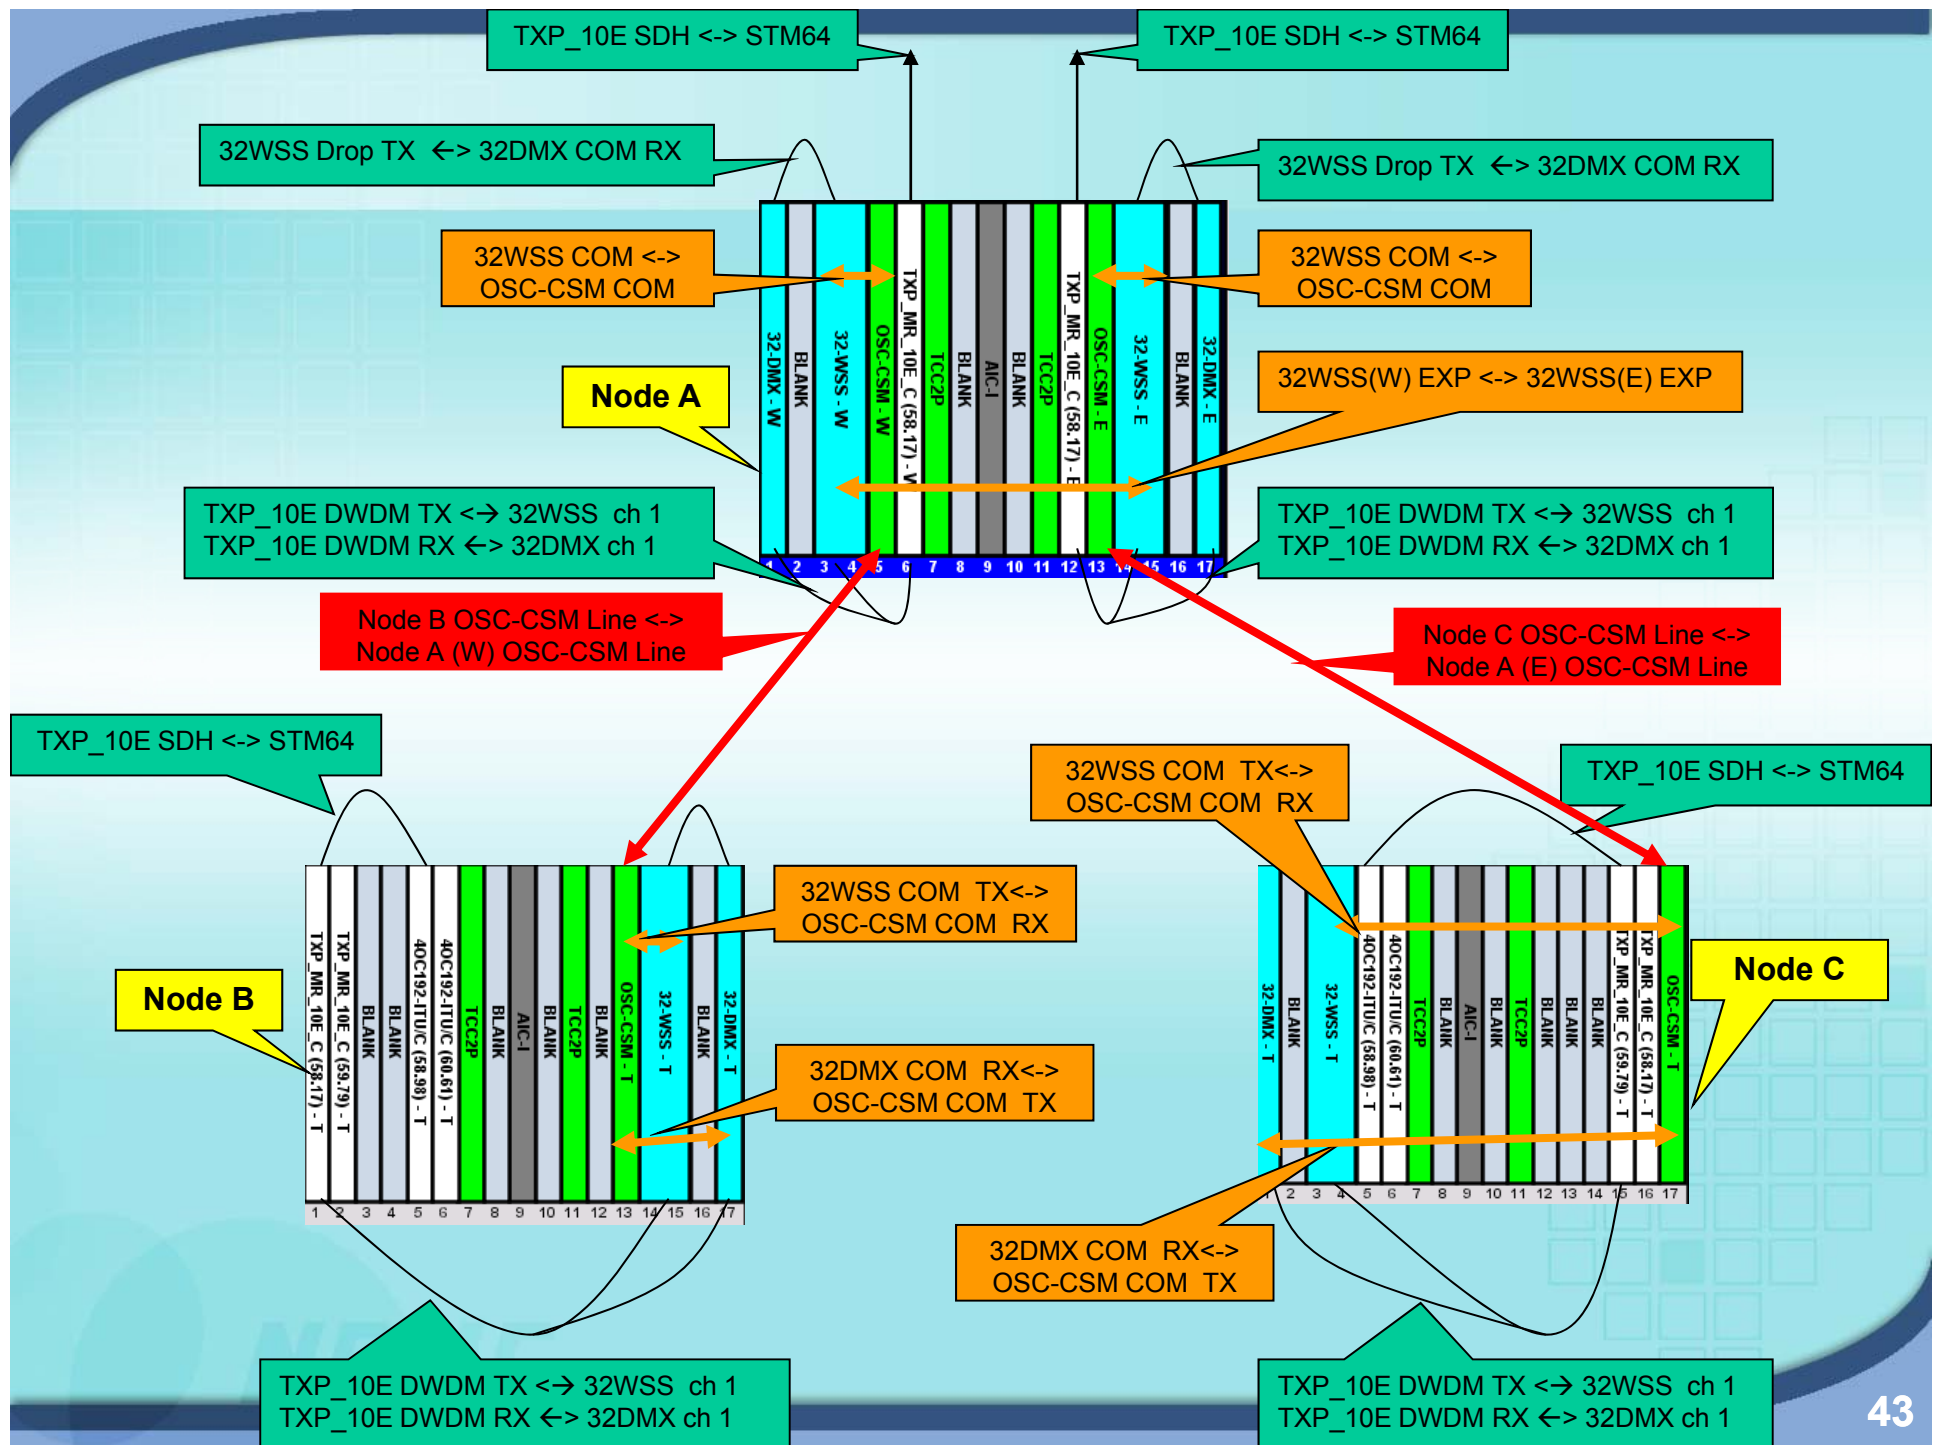 TXP_10E SDH <-> STM64
TXP_10E SDH <-> STM64
32WSS Drop TX ←> 32DMX COM RX
32WSS Drop TX ←> 32DMX COM RX
32WSS COM <->
OSC-CSM COM
32WSS COM <->
OSC-CSM COM
32WSS(W) EXP <-> 32WSS(E) EXP
Node A
32-DMX - W
BLANK
32-WSS - W
OSC-CSM - W
TXP_MR_10E_C (58.17) - W
TCC2P
BLANK
AIC-I
BLANK
TCC2P
TXP_MR_10E_C (58.17) - E
OSC-CSM - E
32-WSS - E
BLANK
32-DMX - E
1 2 3 4 5 6 7 8 9 10 11 12 13 14 15 16 17
TXP_10E DWDM TX <→ 32WSS ch 1
TXP_10E DWDM RX ←> 32DMX ch 1
TXP_10E DWDM TX <→ 32WSS ch 1
TXP_10E DWDM RX ←> 32DMX ch 1
Node B OSC-CSM Line <->
Node A (W) OSC-CSM Line
Node C OSC-CSM Line <->
Node A (E) OSC-CSM Line
TXP_10E SDH <-> STM64
32WSS COM TX<->
OSC-CSM COM RX
TXP_10E SDH <-> STM64
Node B
TXP_MR_10E_C (58.17) - T
TXP_MR_10E_C (59.79) - T
BLANK
BLANK
4OC192-ITU/C (58.98) - T
4OC192-ITU/C (60.61) - T
TCC2P
BLANK
AIC-I
BLANK
TCC2P
BLANK
OSC-CSM - T
32-WSS - T
BLANK
32-DMX - T
1 2 3 4 5 6 7 8 9 10 11 12 13 14 15 16 17
32WSS COM TX<->
OSC-CSM COM RX
32DMX COM RX<->
OSC-CSM COM TX
Node C
32-DMX - T
BLANK
32-WSS - T
4OC192-ITU/C (58.98) - T
4OC192-ITU/C (60.61) - T
TCC2P
BLANK
AIC-I
BLANK
TCC2P
BLANK
BLANK
BLANK
TXP_MR_10E_C (59.79) - T
TXP_MR_10E_C (58.17) - T
OSC-CSM - T
1 2 3 4 5 6 7 8 9 10 11 12 13 14 15 16 17
32DMX COM RX<->
OSC-CSM COM TX
TXP_10E DWDM TX <→ 32WSS ch 1
TXP_10E DWDM RX ←> 32DMX ch 1
TXP_10E DWDM TX <→ 32WSS ch 1
TXP_10E DWDM RX ←> 32DMX ch 1
43